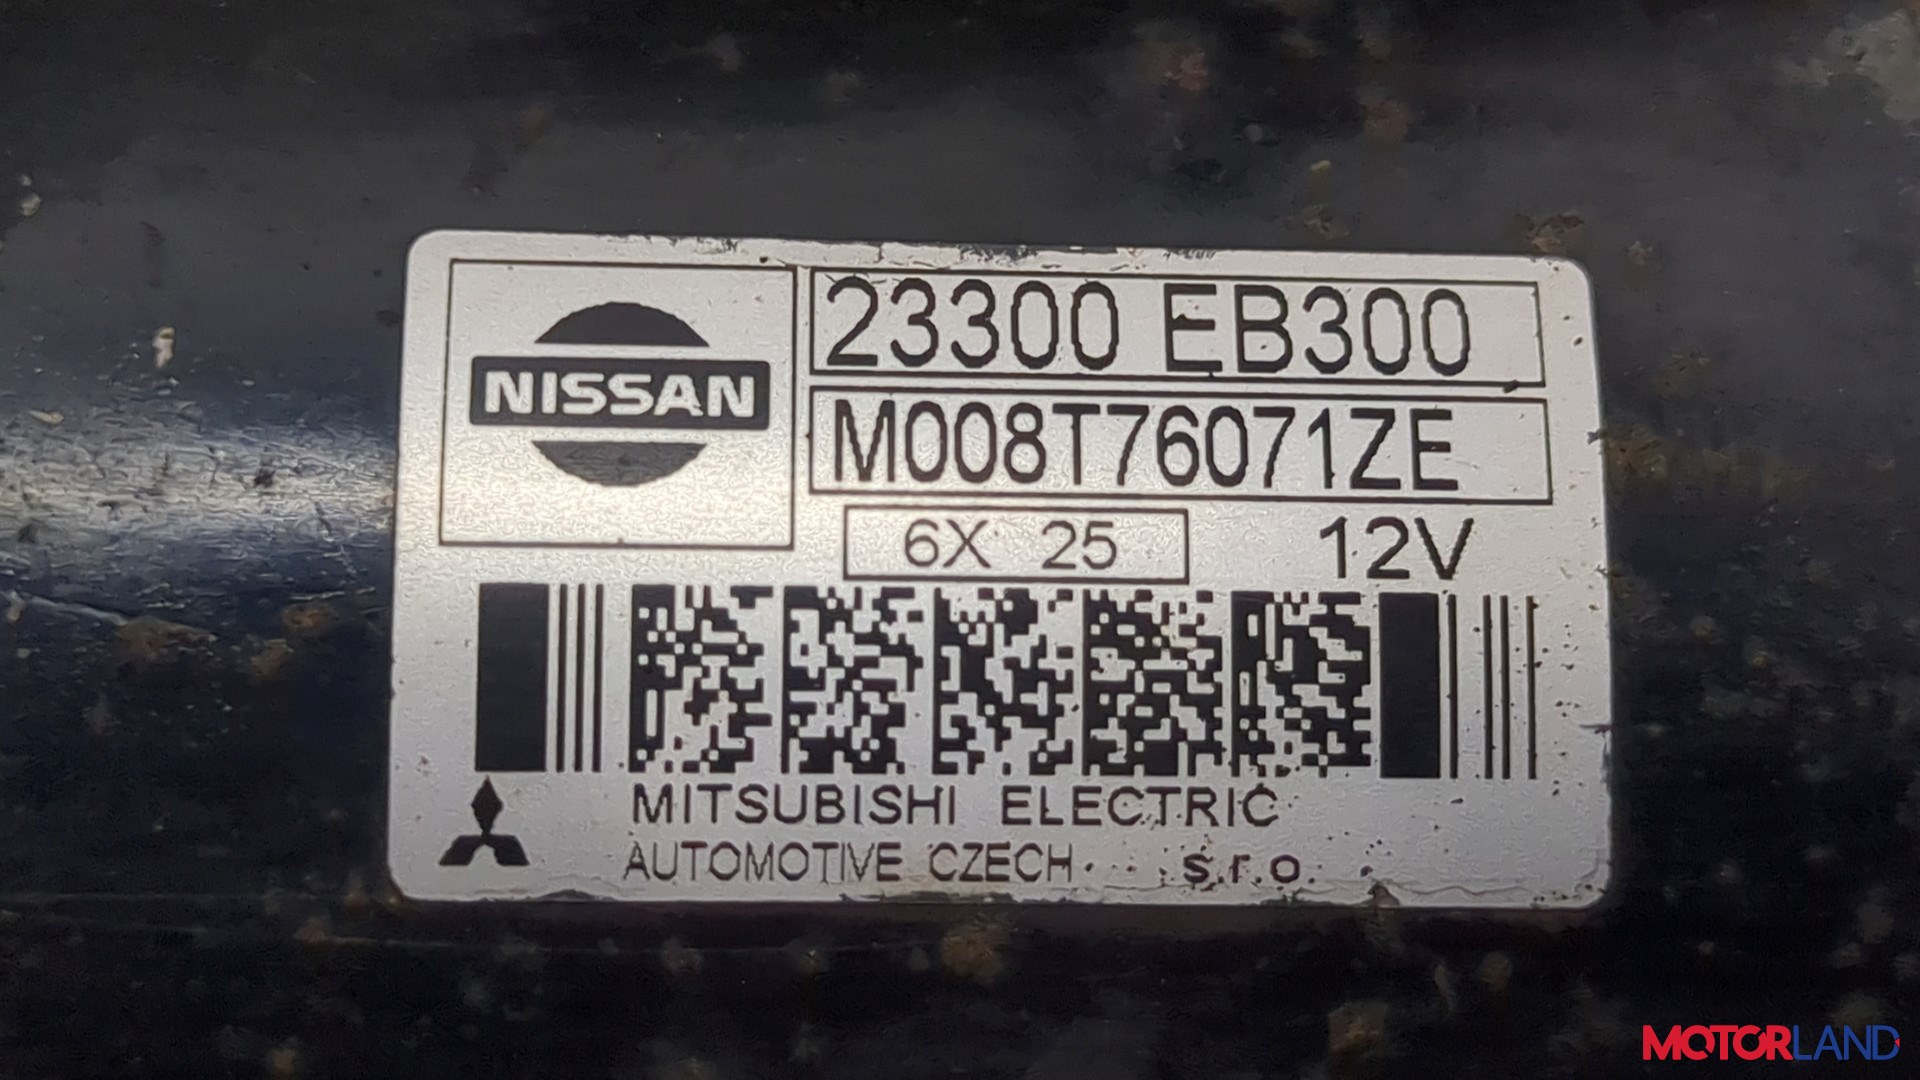 NISSAN
23300 EB300
M008T76071ZE
6X 25
12V
MITSUBISHI ELECTRIC
AUTOMOTIVE CZECH s.r.o.
MOTORLAND